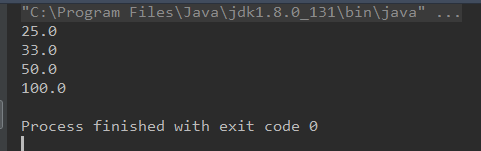 "C:\Program Files\Java\jdk1.8.0_131\bin\java" ...
25.0
33.0
50.0
100.0
Process finished with exit code 0